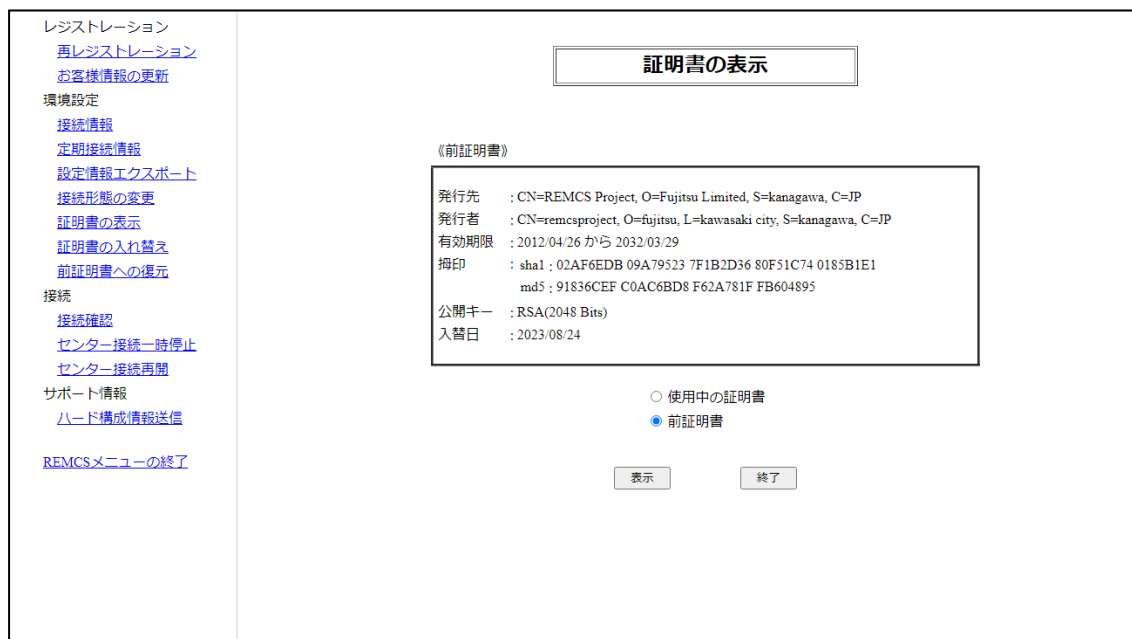 レジストレーション
再レジストレーション
お客様情報の更新
環境設定
接続情報
定期接続情報
設定情報エクスポート
接続形態の変更
証明書の表示
証明書の入れ替え
前証明書への復元
接続
接続確認
センター接続一時停止
センター接続再開
サポート情報
ハード構成情報送信
REMCSメニューの終了
証明書の表示
《前証明書》
発行先 : CN=REMCS Project, O=Fujitsu Limited, S=kanagawa, C=JP
発行者 : CN=remcsproject, O=fujitsu, L=kawasaki city, S=kanagawa, C=JP
有効期限 : 2012/04/26 から 2032/03/29
拇印 : sha1 : 02AF6EDB 09A79523 7F1B2D36 80F51C74 0185B1E1
md5 : 91836CEF C0AC6BD8 F62A781F FB604895
公開キー : RSA(2048 Bits)
入替日 : 2023/08/24
使用中の証明書
前証明書
表示 終了